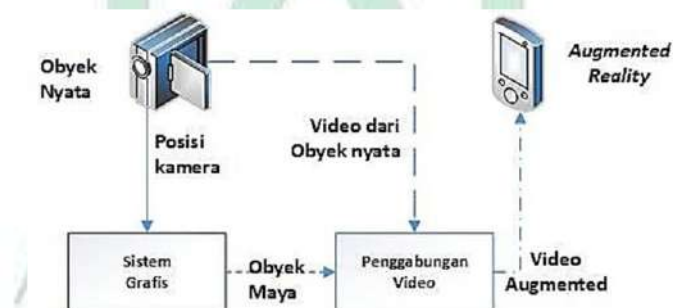 Obyek
Nyata
Augmented
Reality
Posisi
kamera
Video dari
Obyek nyata
Sistem
Grafis
Obyek
Maya
Penggabungan
Video
Video
Augmented